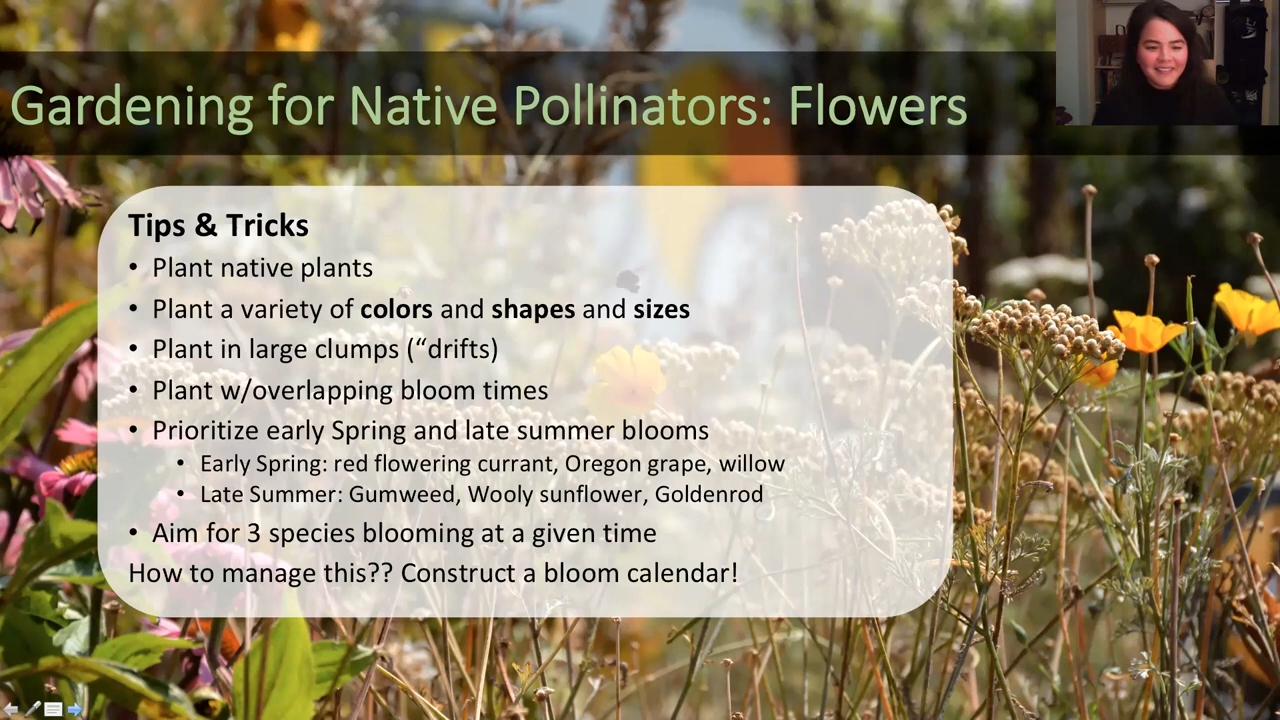 Gardening for Native Pollinators: Flowers
Tips & Tricks
• Plant native plants
• Plant a variety of colors and shapes and sizes
• Plant in large clumps (“drifts)
• Plant w/overlapping bloom times
• Prioritize early Spring and late summer blooms
• Early Spring: red flowering currant, Oregon grape, willow
• Late Summer: Gumweed, Wooly sunflower, Goldenrod
• Aim for 3 species blooming at a given time
How to manage this?? Construct a bloom calendar!